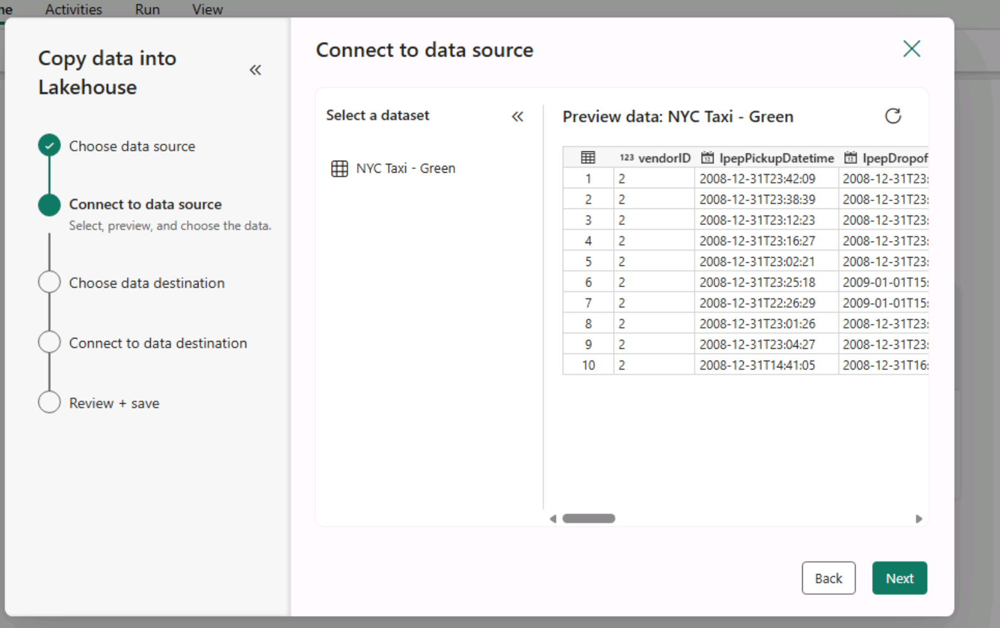 Activities Run View
Copy data into
Lakehouse
Choose data source
Connect to data source
Select, preview, and choose the data.
Choose data destination
Connect to data destination
Review + save
Connect to data source
Select a dataset
NYC Taxi - Green
Preview data: NYC Taxi - Green
123 vendorID 12 lpepPickupDatetime 12 lpepDropof
1 2 2008-12-31T23:42:09 2008-12-31T23:
2 2 2008-12-31T23:38:39 2008-12-31T23:
3 2 2008-12-31T23:12:23 2008-12-31T23:
4 2 2008-12-31T23:16:27 2008-12-31T23:
5 2 2008-12-31T23:02:21 2008-12-31T23:
6 2 2008-12-31T23:25:18 2009-01-01T15:
7 2 2008-12-31T22:26:29 2009-01-01T15:
8 2 2008-12-31T23:01:26 2008-12-31T23:
9 2 2008-12-31T23:04:27 2008-12-31T23:
10 2 2008-12-31T14:41:05 2008-12-31T16:
Back Next